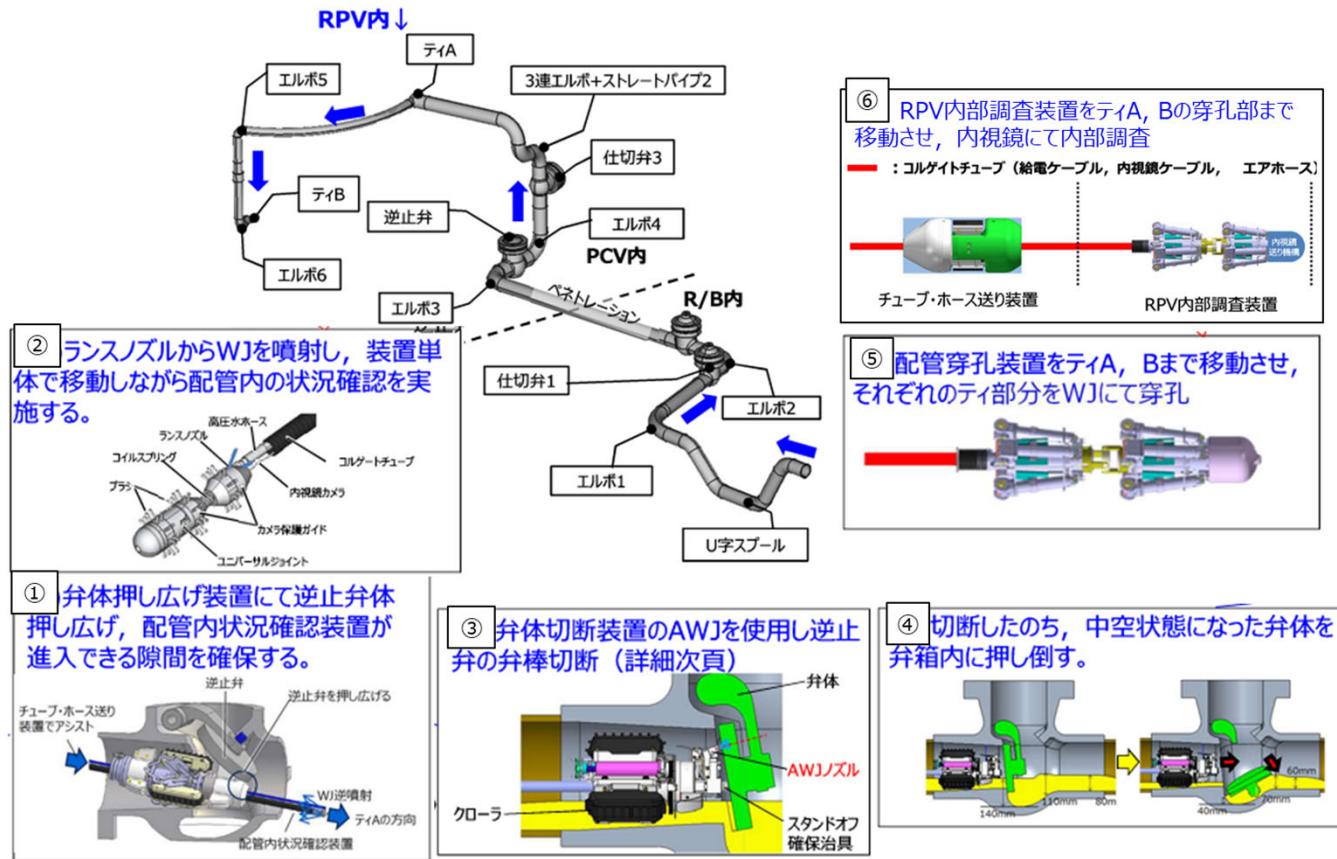 RPV内↓
ティA
エルボ5
3連エルボ+ストレートパイプ2
仕切弁3
ティB
逆止弁
エルボ4
エルボ6
PCV内
エルボ3
ペネトレーション
R/B内
仕切弁1
エルボ2
エルボ1
U字スプール
②
ランスノズルからWJを噴射し，装置単
体で移動しながら配管内の状況確認を実
施する。
高圧水ホース
ランスノズル
コイルスプリング
コルゲートチューブ
ブラシ
内視鏡カメラ
カメラ保護ガイド
ユニバーサルジョイント
①
弁体押し広げ装置にて逆止弁体
押し広げ，配管内状況確認装置が
進入できる隙間を確保する。
逆止弁
逆止弁を押し広げる
チューブ・ホース送り
装置でアシスト
WJ逆噴射
ティAの方向
配管内状況確認装置
③
弁体切断装置のAWJを使用し逆止
弁の弁棒切断（詳細次頁）
弁体
AWJノズル
クローラ
スタンドオフ
確保治具
④
切断したのち，中空状態になった弁体を
弁箱内に押し倒す。
60mm
110mm
80m
70mm
140mm
40mm
⑤
配管穿孔装置をティA，Bまで移動させ，
それぞれのティ部分をWJにて穿孔
⑥
RPV内部調査装置をティA，Bの穿孔部まで
移動させ，内視鏡にて内部調査
：コルゲイトチューブ（給電ケーブル，内視鏡ケーブル， エアホース）
内視鏡
送り機構
チューブ・ホース送り装置
RPV内部調査装置